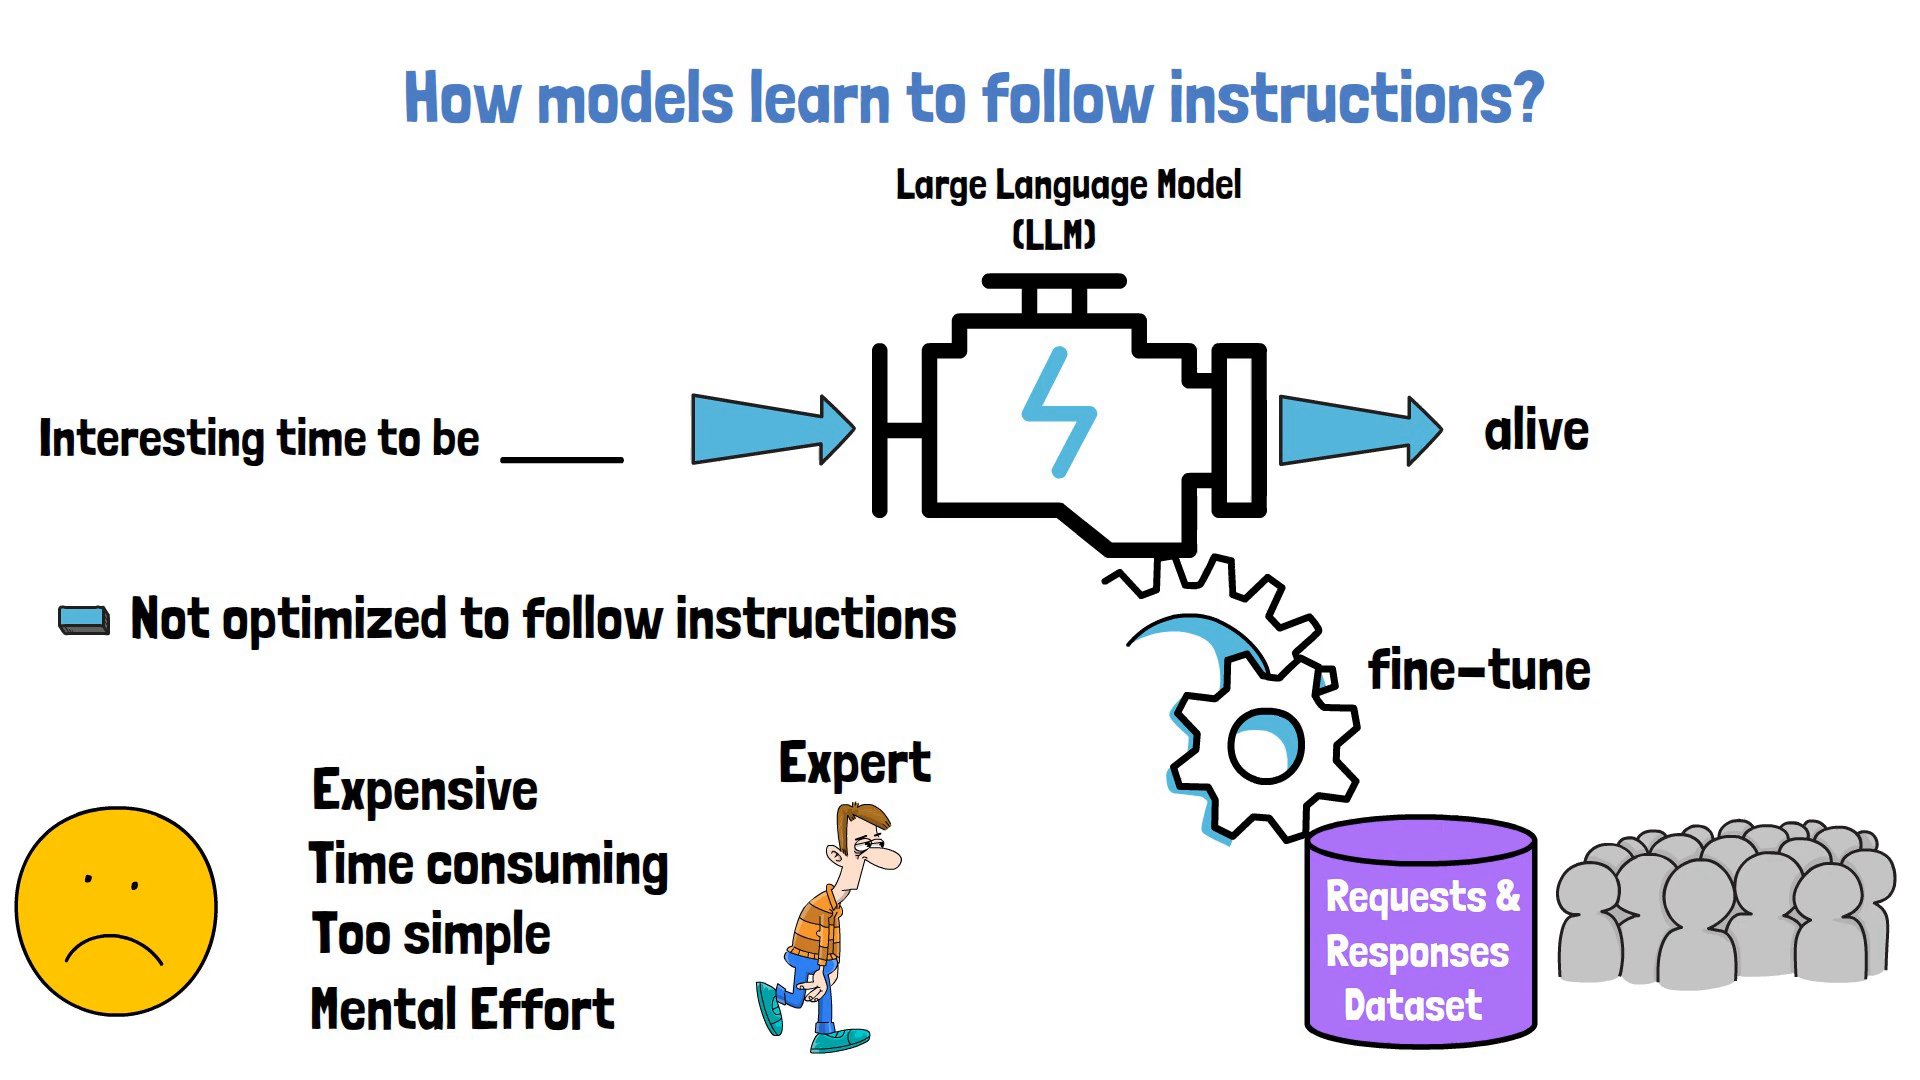 How models learn to follow instructions?
Large Language Model
(LLM)
Interesting time to be _____
alive
Not optimized to follow instructions
fine-tune
Expert
Expensive
Time consuming
Too simple
Mental Effort
Requests &
Responses
Dataset